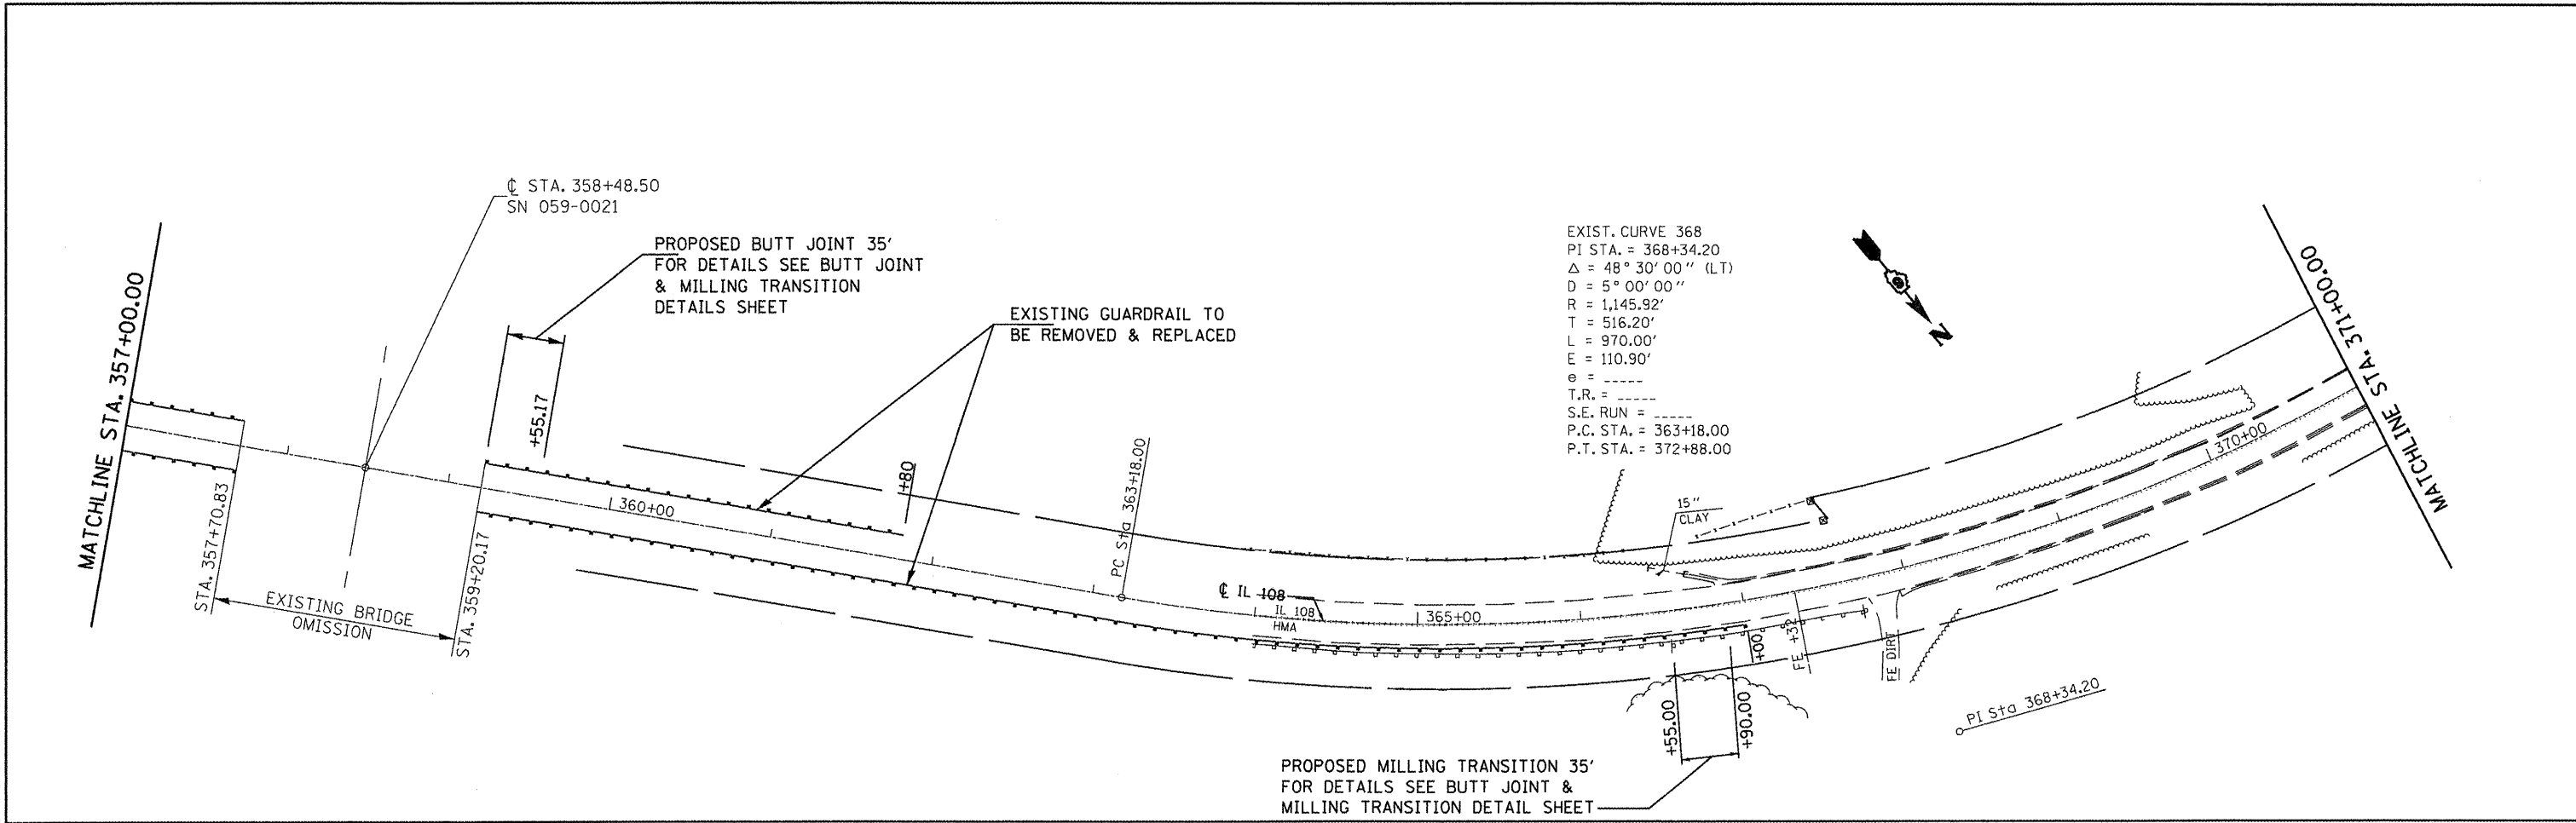 MATCHLINE STA. 357+00.00
STA. 357+70.83
EXISTING BRIDGE
OMISSION
STA. 359+20.17
℄ STA. 358+48.50
SN 059-0021
PROPOSED BUTT JOINT 35'
FOR DETAILS SEE BUTT JOINT
& MILLING TRANSITION
DETAILS SHEET
+55.17
EXISTING GUARDRAIL TO
BE REMOVED & REPLACED
360+00
+80
PC Sta 363+18.00
℄ IL 108
IL 108
HMA
365+00
EXIST. CURVE 368
PI STA. = 368+34.20
Δ = 48° 30' 00" (LT)
D = 5° 00' 00"
R = 1,145.92'
T = 516.20'
L = 970.00'
E = 110.90'
e = -----
T.R. = -----
S.E. RUN = -----
P.C. STA. = 363+18.00
P.T. STA. = 372+88.00
N
15"
CLAY
+55.00
+90.00
+00
FE +32
FE DIRT
PROPOSED MILLING TRANSITION 35'
FOR DETAILS SEE BUTT JOINT &
MILLING TRANSITION DETAIL SHEET
PI Sta 368+34.20
370+00
MATCHLINE STA. 371+00.00